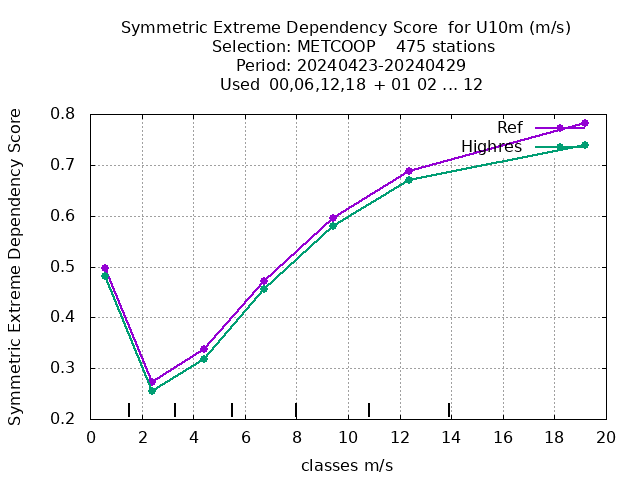 Symmetric Extreme Dependency Score  for U10m (m/s)
Selection: METCOOP    475 stations
Period: 20240423-20240429
Used  00,06,12,18  + 01 02 ... 12
Symmetric Extreme Dependency Score
0.8
0.7
0.6
0.5
0.4
0.3
0.2
Ref
Highres
0 2 4 6 8 10 12 14 16 18 20
classes m/s